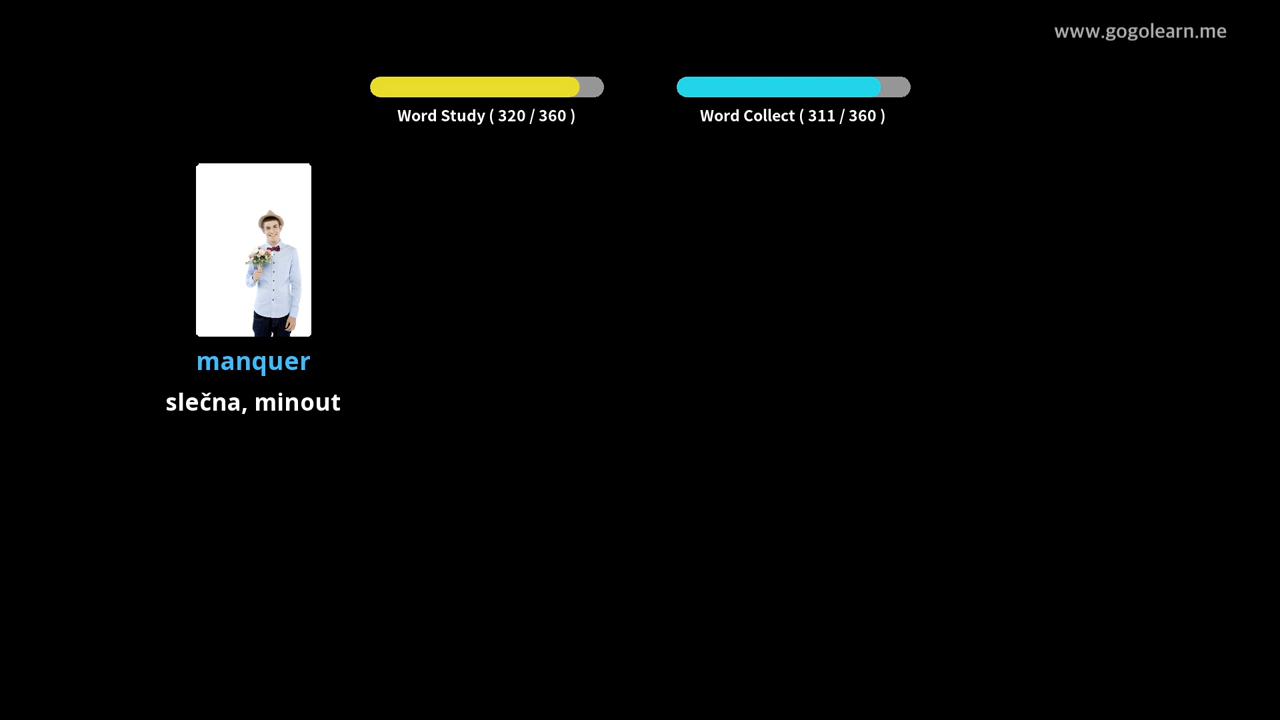 www.gogolearn.me
Word Study ( 320 / 360 )
Word Collect ( 311 / 360 )
manquer
slečna, minout